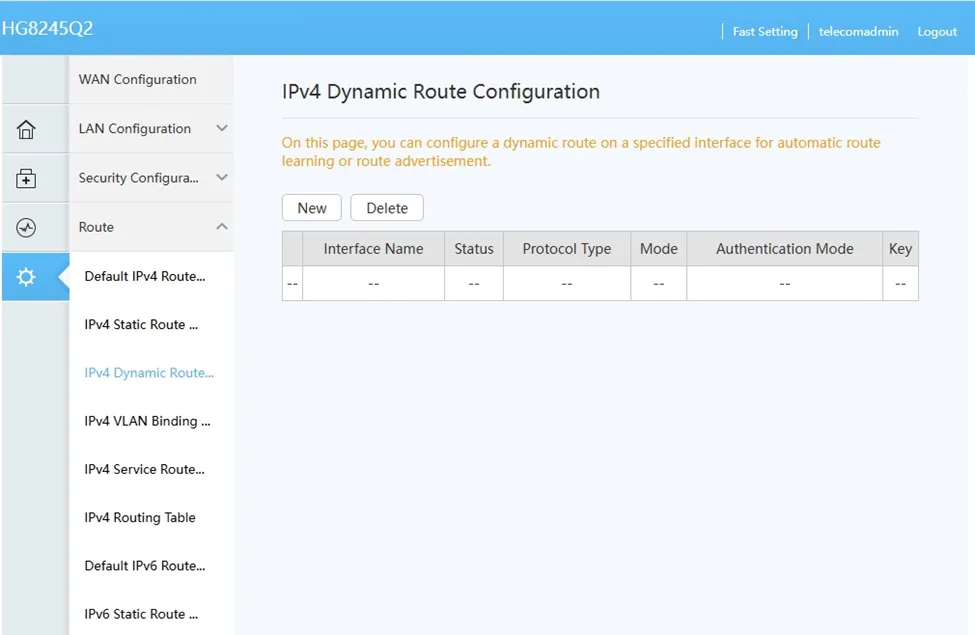 HG8245Q2
Fast Setting
telecomadmin
Logout
WAN Configuration
LAN Configuration
Security Configura...
Route
Default IPv4 Route...
IPv4 Static Route ...
IPv4 Dynamic Route...
IPv4 VLAN Binding ...
IPv4 Service Route...
IPv4 Routing Table
Default IPv6 Route...
IPv6 Static Route ...
IPv4 Dynamic Route Configuration
On this page, you can configure a dynamic route on a specified interface for automatic route
learning or route advertisement.
New Delete
Interface Name Status Protocol Type Mode Authentication Mode Key
-- -- -- -- -- -- --